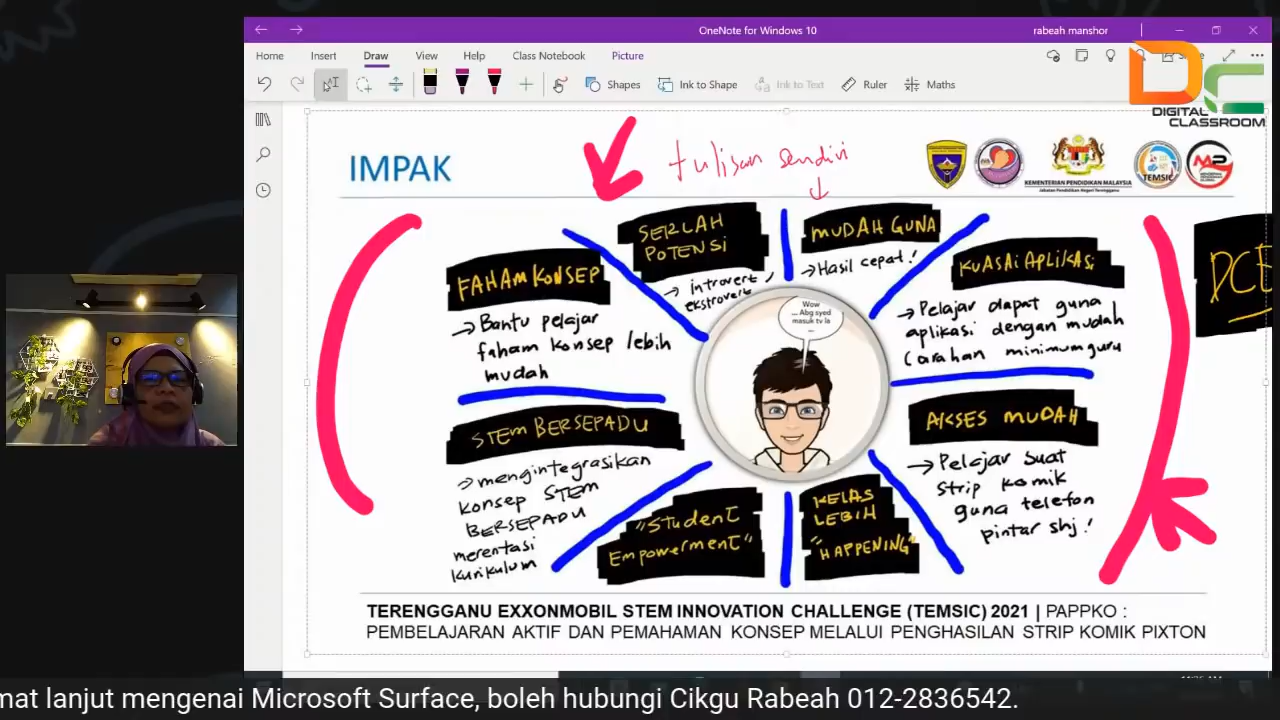 OneNote for Windows 10
rabeah manshor
Home
Insert
Draw
View
Help
Class Notebook
Picture
Shapes
Ink to Shape
Ink to Text
Ruler
Maths
DIGITAL
CLASSROOM
IMPAK
tulisan sendiri
KEMENTERIAN PENDIDIKAN MALAYSIA
Jabatan Pendidikan Negeri Terengganu
TEMSIC
SERLAH
POTENSI
→ introvert /
ekstrovert
MUDAH GUNA
→ Hasil cepat!
FAHAM KONSEP
→ Bantu pelajar
faham konsep lebih
mudah
KUASAI APLIKASI
→ Pelajar dapat guna
aplikasi dengan mudah
(arahan minimum guru
DCE
Wow
... Abg syed
masuk tv la
...
STEM BERSEPADU
→ mengintegrasikan
konsep STEM
BERSEPADU
merentasi
kurikulum
AKSES MUDAH
→ Pelajar buat
strip komik
guna telefon
pintar shj!
"Student
Empowerment"
KELAS
LEBIH
"HAPPENING"
TERENGGANU EXXONMOBIL STEM INNOVATION CHALLENGE (TEMSIC) 2021 | PAPPKO :
PEMBELAJARAN AKTIF DAN PEMAHAMAN KONSEP MELALUI PENGHASILAN STRIP KOMIK PIXTON
mat lanjut mengenai Microsoft Surface, boleh hubungi Cikgu Rabeah 012-2836542.